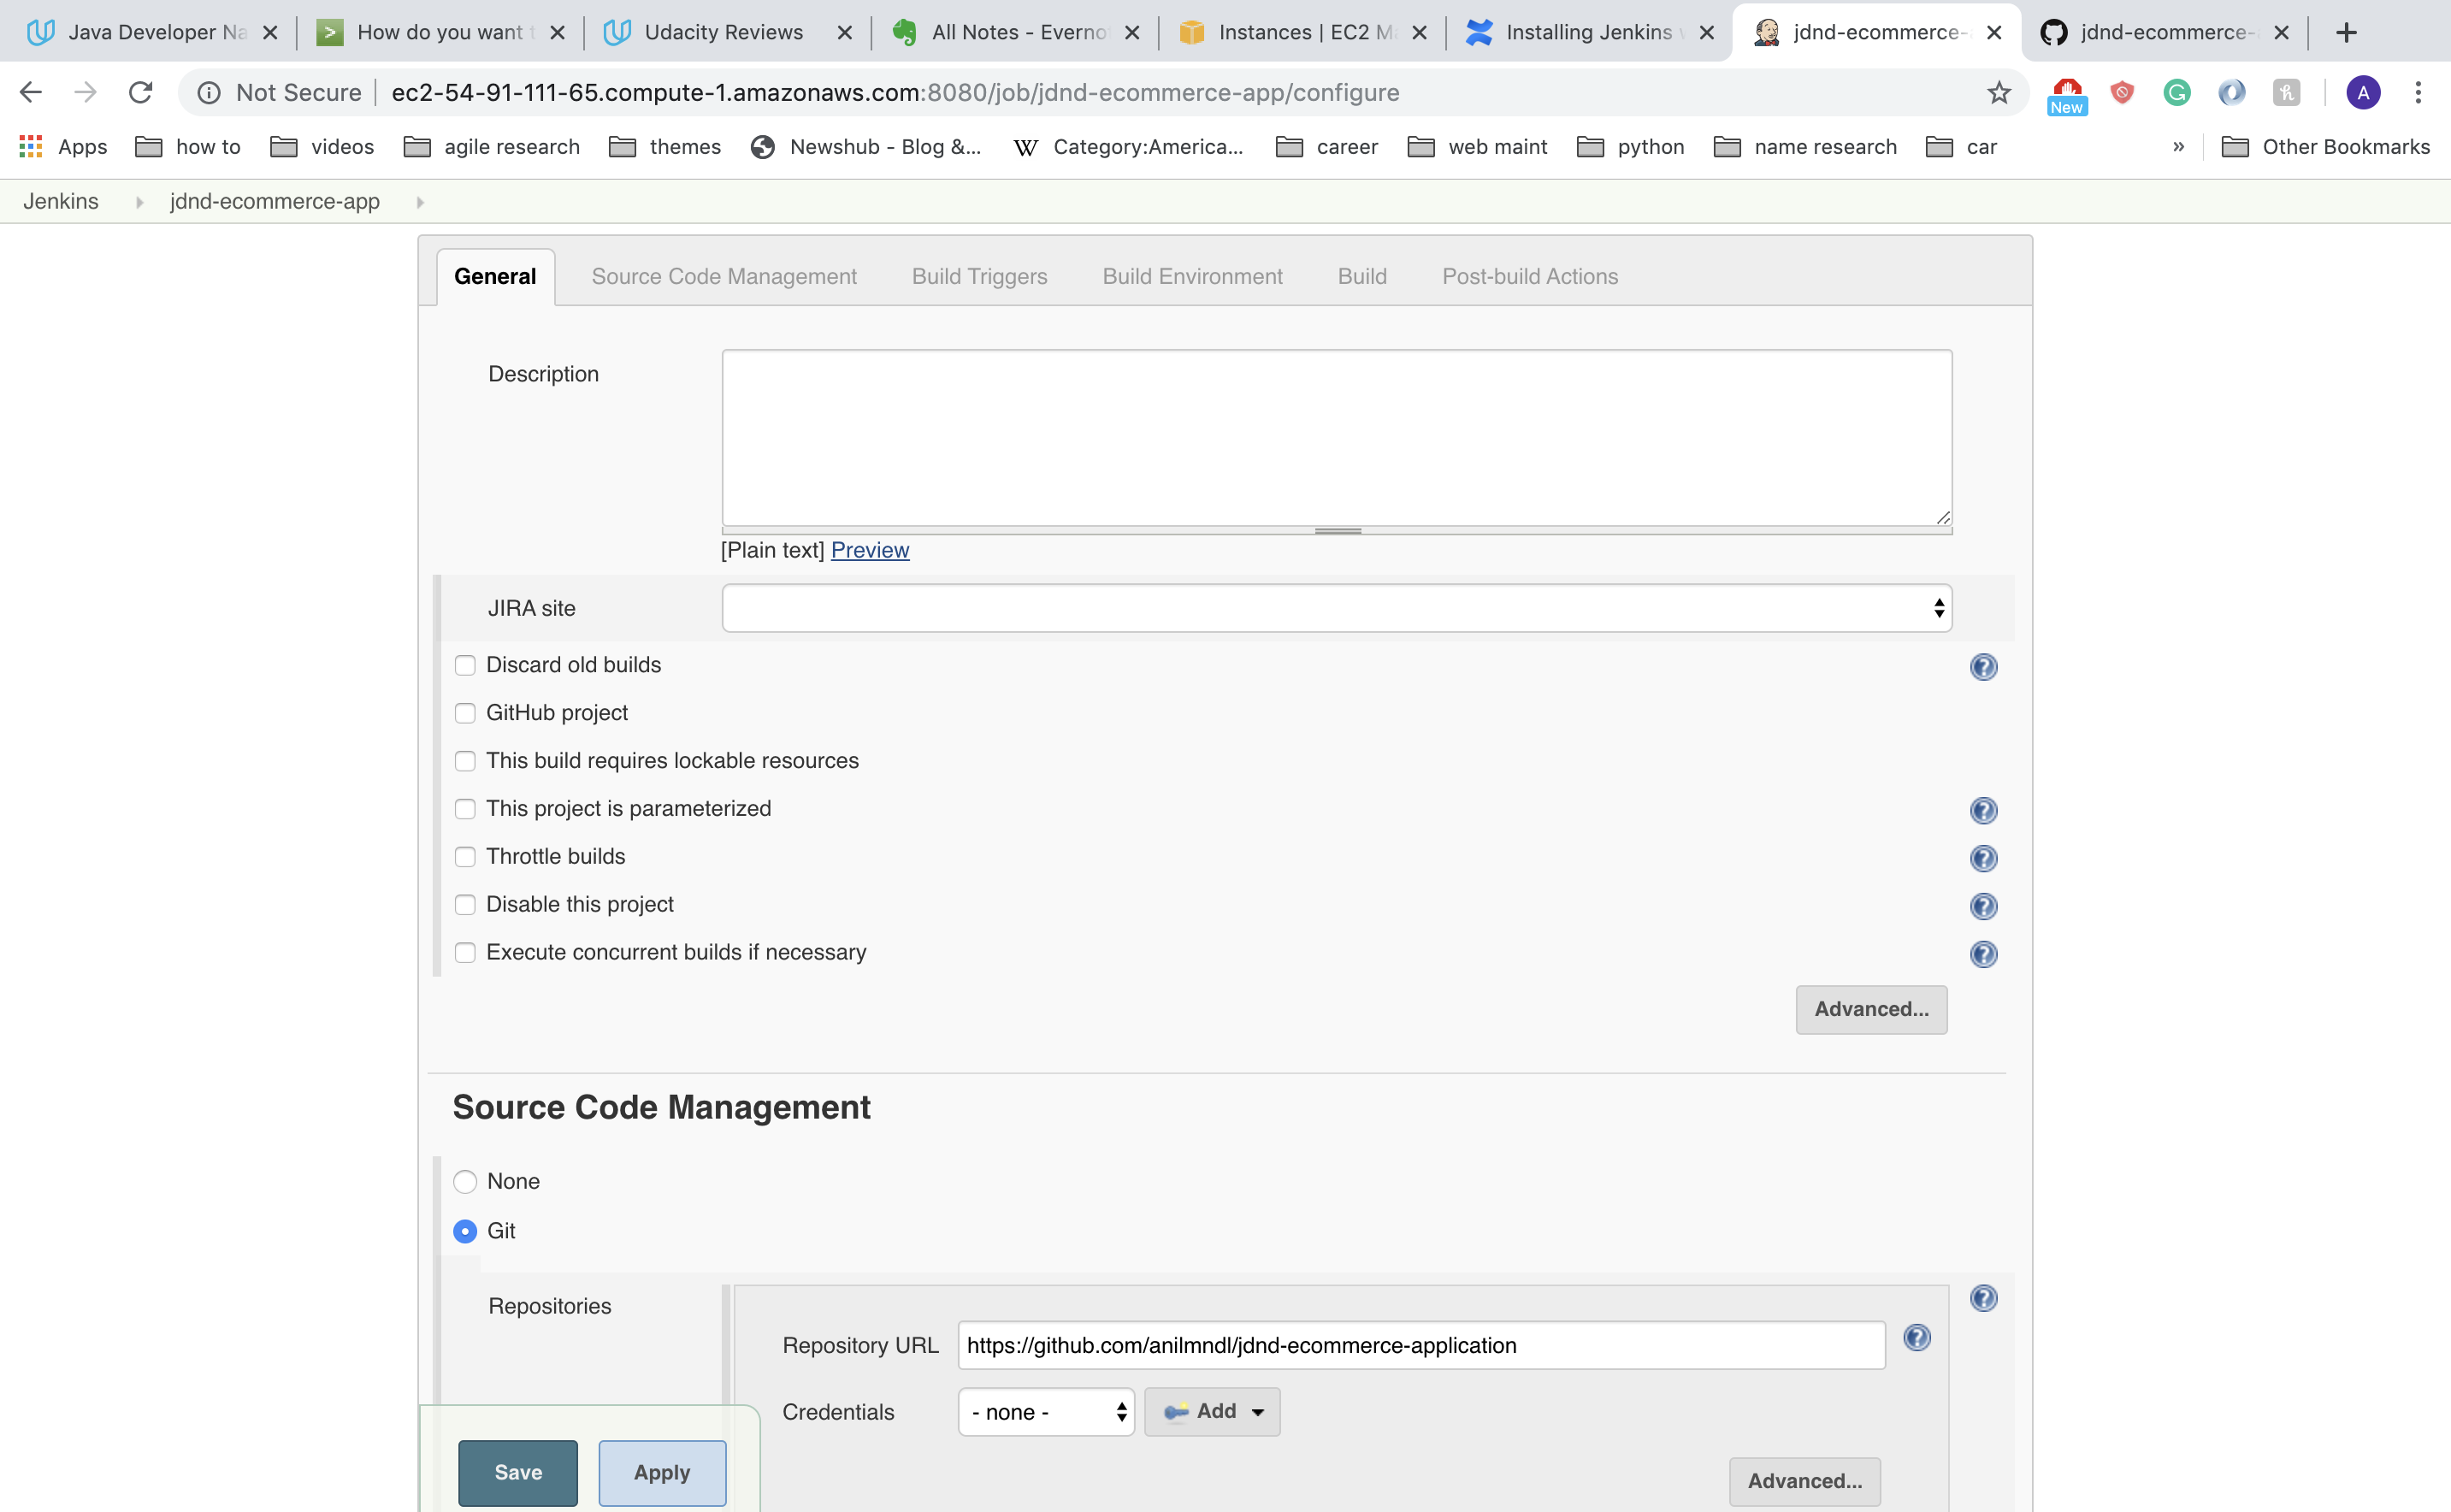 Java Developer Na
How do you want t
Udacity Reviews
All Notes - Everno
Instances | EC2 M
Installing Jenkins
jdnd-ecommerce-
jdnd-ecommerce-
Not Secure
ec2-54-91-111-65.compute-1.amazonaws.com:8080/job/jdnd-ecommerce-app/configure
New
A
Apps
how to
videos
agile research
themes
Newshub - Blog &...
W
Category:America...
career
web maint
python
name research
car
»
Other Bookmarks
Jenkins
jdnd-ecommerce-app
General
Source Code Management
Build Triggers
Build Environment
Build
Post-build Actions
Description
[Plain text] Preview
JIRA site
Discard old builds
GitHub project
This build requires lockable resources
This project is parameterized
Throttle builds
Disable this project
Execute concurrent builds if necessary
Advanced...
Source Code Management
None
Git
Repositories
Repository URL
https://github.com/anilmndl/jdnd-ecommerce-application
Credentials
- none -
Add
Advanced...
Save
Apply